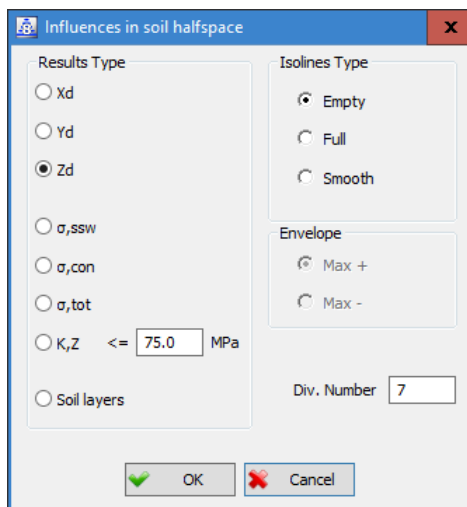 Influences in soil halfspace
x
Results Type
Xd
Yd
Zd
σ,ssw
σ,con
σ,tot
K,Z <= 75.0 MPa
Soil layers
Isolines Type
Empty
Full
Smooth
Envelope
Max +
Max -
Div. Number 7
OK Cancel